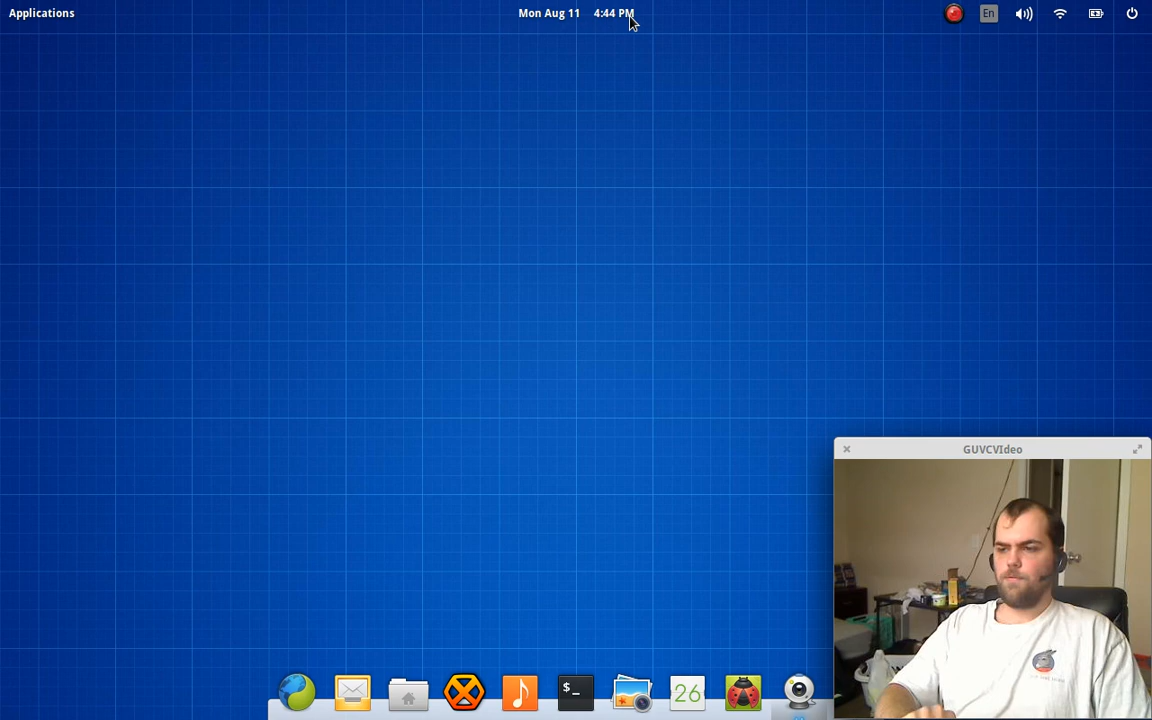 Applications
Mon Aug 11 4:44 PM
En
GUVCVIdeo
$_
26